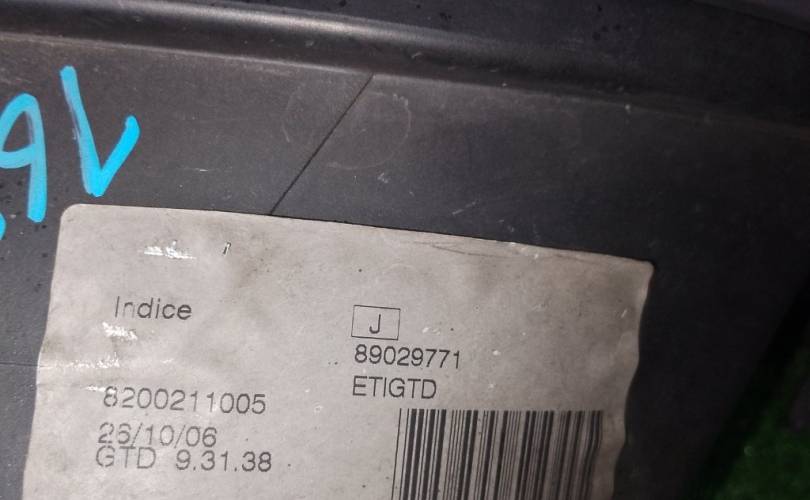 Indice
J
89029771
ETIGTD
8200211005
26/10/06
GTD 9.31.38